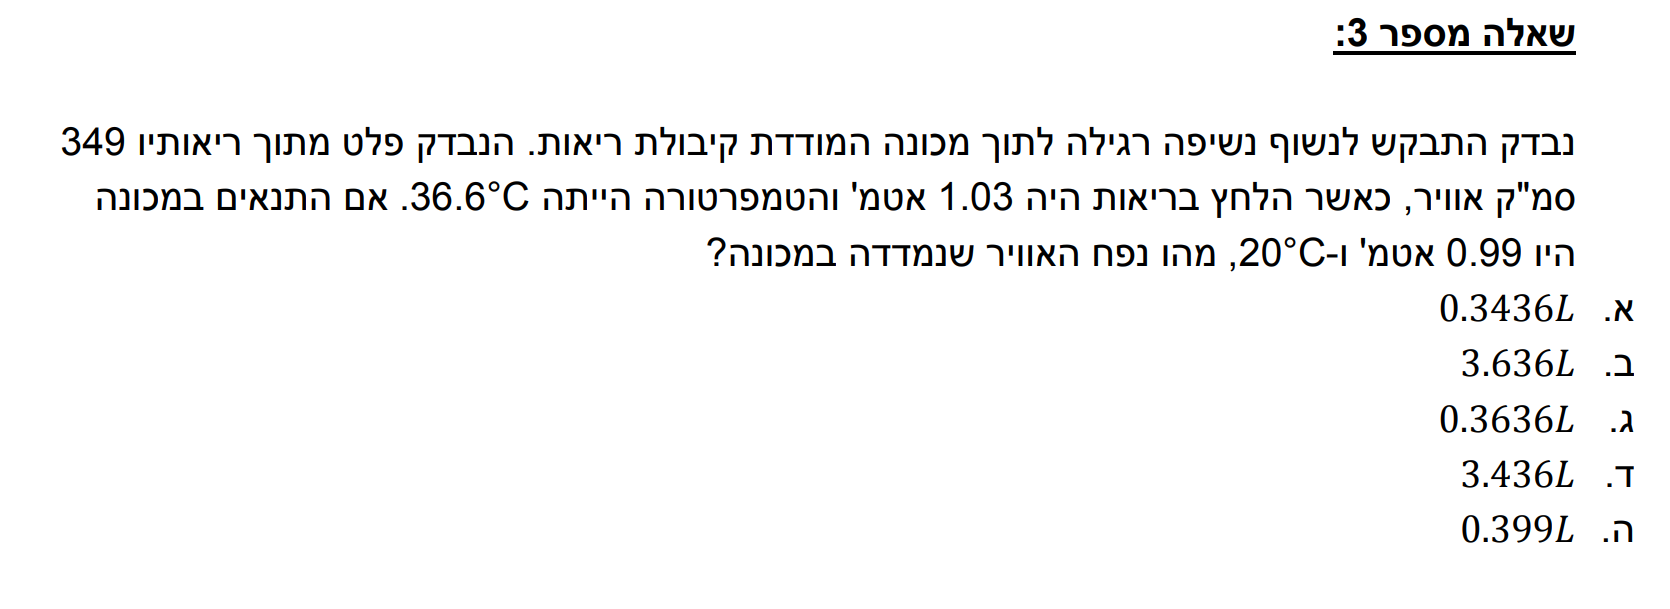 שאלה מספר 3:
נבדק התבקש לנשוף נשיפה רגילה לתוך מכונה המודדת קיבולת ריאות. הנבדק פלט מתוך ריאותיו 349
סמ"ק אוויר, כאשר הלחץ בריאות היה 1.03 אטמ' והטמפרטורה הייתה 36.6°C. אם התנאים במכונה
היו 0.99 אטמ' ו-20°C, מהו נפח האוויר שנמדדה במכונה?
א. 0.3436L
ב. 3.636L
ג. 0.3636L
ד. 3.436L
ה. 0.399L